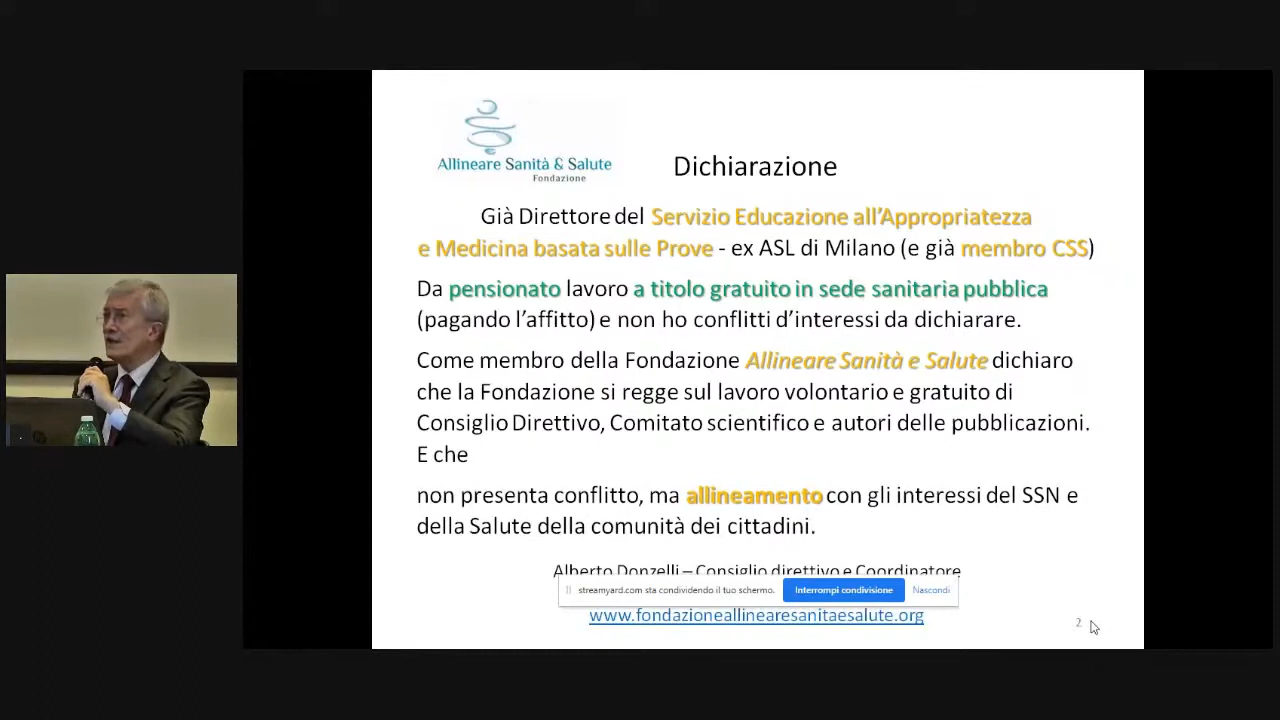 Allineare Sanità & Salute
Fondazione
Dichiarazione
Già Direttore del Servizio Educazione all'Appropriatezza
e Medicina basata sulle Prove - ex ASL di Milano (e già membro CSS)
Da pensionato lavoro a titolo gratuito in sede sanitaria pubblica
(pagando l'affitto) e non ho conflitti d'interessi da dichiarare.
Come membro della Fondazione Allineare Sanità e Salute dichiaro
che la Fondazione si regge sul lavoro volontario e gratuito di
Consiglio Direttivo, Comitato scientifico e autori delle pubblicazioni.
E che
non presenta conflitto, ma allineamento con gli interessi del SSN e
della Salute della comunità dei cittadini.
Alberto Donzelli – Consiglio direttivo e Coordinatore
streamyard.com sta condividendo il tuo schermo. Interrompi condivisione Nascondi
www.fondazioneallinearesanitaesalute.org
2